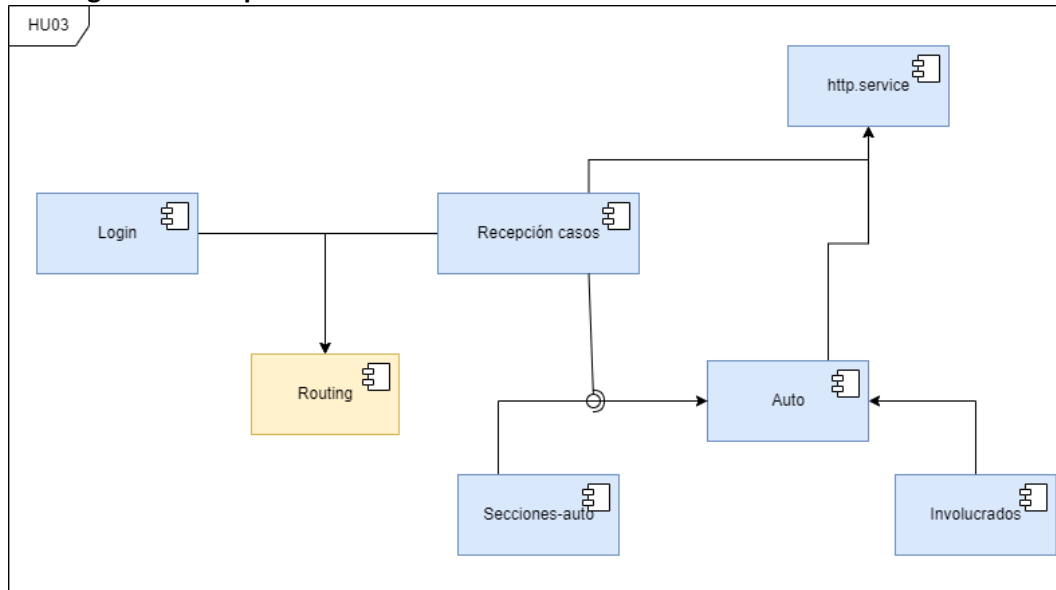 HU03
http.service
Login
Recepción casos
Routing
Auto
Secciones-auto
Involucrados